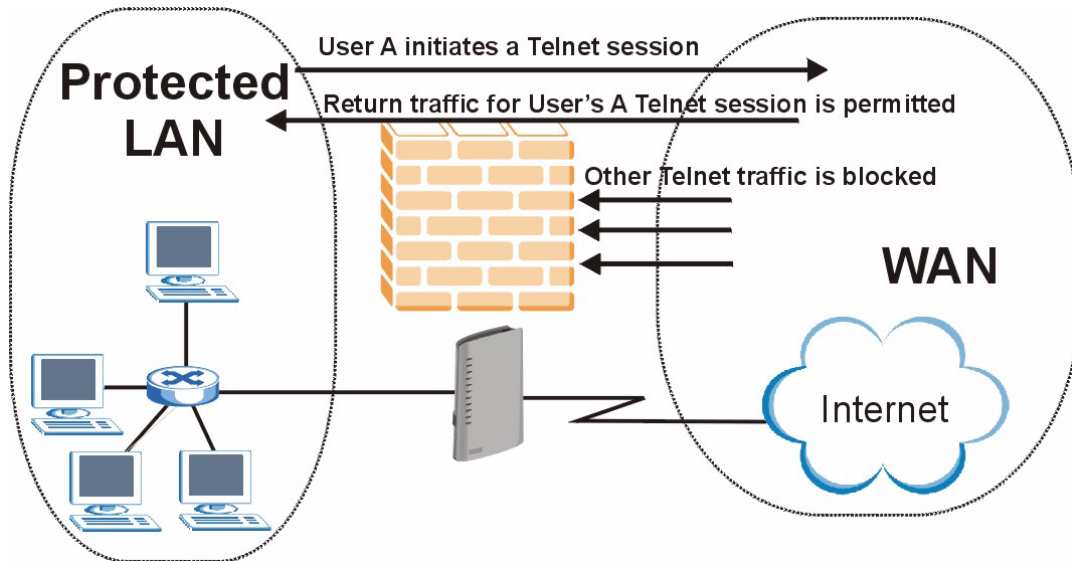 User A initiates a Telnet session
Protected
LAN
Return traffic for User's A Telnet session is permitted
Other Telnet traffic is blocked
WAN
Internet